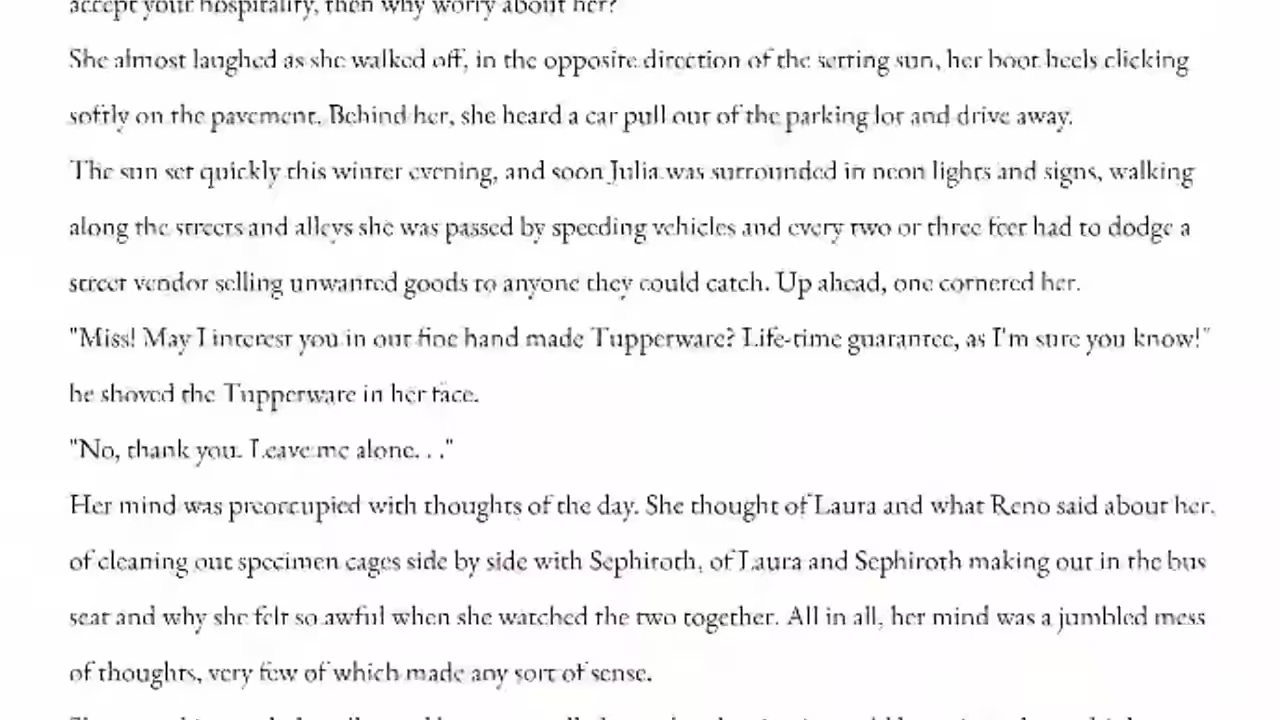 accept your hospitality, then why worry about her?
She almost laughed as she walked off, in the opposite direction of the setting sun, her boot heels clicking
softly on the pavement. Behind her, she heard a car pull out of the parking lot and drive away.
The sun set quickly this winter evening, and soon Julia was surrounded in neon lights and signs, walking
along the streets and alleys she was passed by speeding vehicles and every two or three feet had to dodge a
street vendor selling unwanted goods to anyone they could catch. Up ahead, one cornered her.
"Miss! May I interest you in our fine hand made Tupperware? Life-time guarantee, as I'm sure you know!"
he shoved the Tupperware in her face.
"No, thank you. Leave me alone. . ."
Her mind was preoccupied with thoughts of the day. She thought of Laura and what Reno said about her,
of cleaning out specimen cages side by side with Sephiroth, of Laura and Sephiroth making out in the bus
seat and why she felt so awful when she watched the two together. All in all, her mind was a jumbled mess
of thoughts, very few of which made any sort of sense.